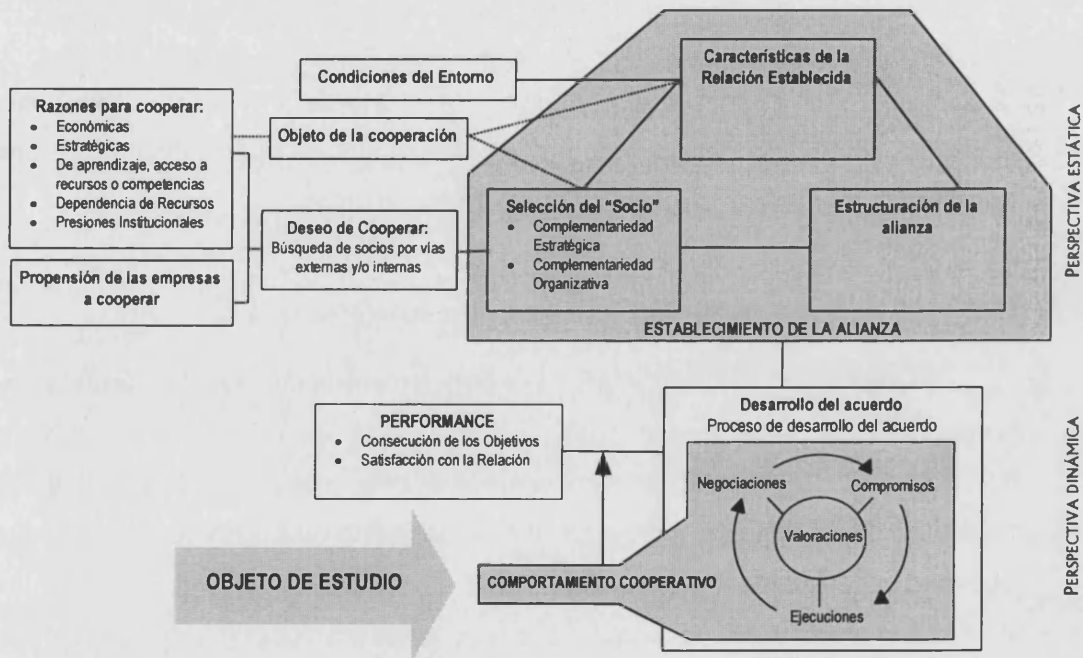 Condiciones del Entorno
Razones para cooperar:
• Económicas
• Estratégicas
• De aprendizaje, acceso a
recursos o competencias
• Dependencia de Recursos
• Presiones Institucionales
Objeto de la cooperación
Propensión de las empresas
a cooperar
Deseo de Cooperar:
Búsqueda de socios por vías
externas y/o internas
Características de la
Relación Establecida
Selección del "Socio"
• Complementariedad
Estratégica
• Complementariedad
Organizativa
Estructuración de la
alianza
ESTABLECIMIENTO DE LA ALIANZA
PERSPECTIVA ESTÁTICA
PERFORMANCE
• Consecución de los Objetivos
• Satisfacción con la Relación
Desarrollo del acuerdo
Proceso de desarrollo del acuerdo
Negociaciones
Compromisos
Valoraciones
Ejecuciones
COMPORTAMIENTO COOPERATIVO
OBJETO DE ESTUDIO
PERSPECTIVA DINÁMICA